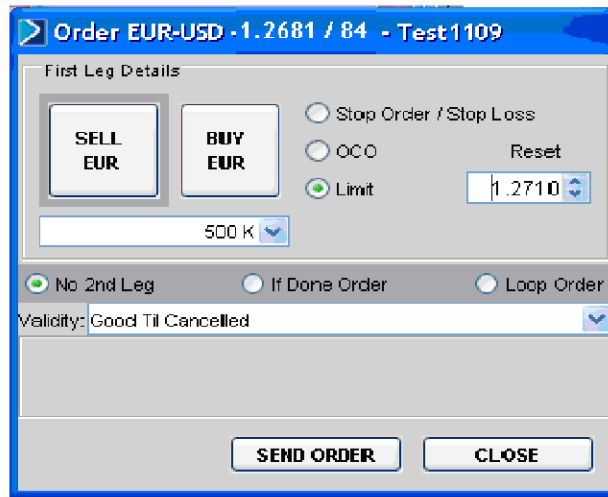 Order EUR-USD -1.2681 / 84 - Test1109
First Leg Details
SELL EUR
BUY EUR
Stop Order / Stop Loss
OCO
Reset
Limit
1.2710
500 K
No 2nd Leg
If Done Order
Loop Order
Validity: Good Til Cancelled
SEND ORDER
CLOSE